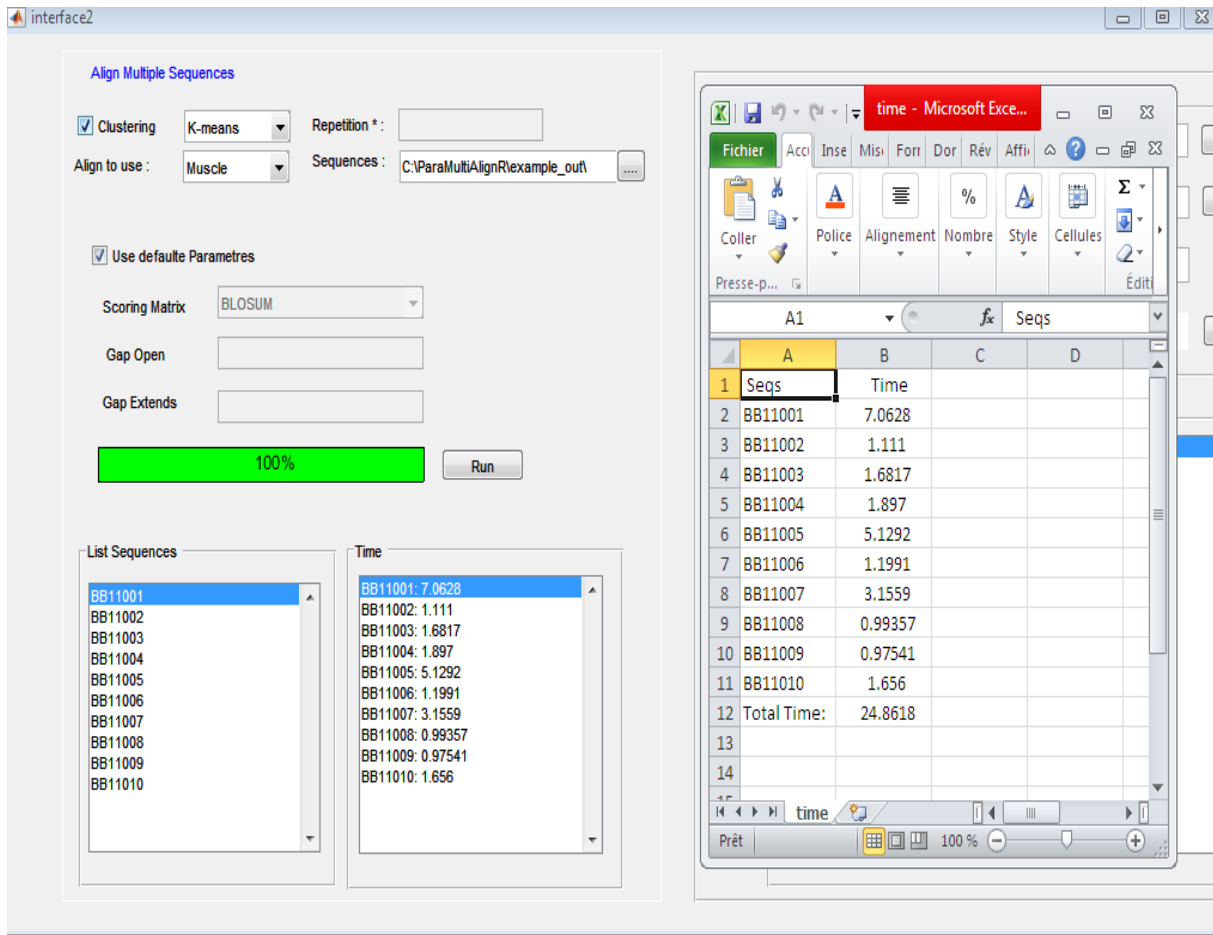 interface2
Align Multiple Sequences
Clustering
K-means
Repetition * :
Align to use :
Muscle
Sequences :
C:\ParaMultiAlignR\example_out\
....
Use defaulte Parametres
Scoring Matrix
BLOSUM
Gap Open
Gap Extends
100%
Run
List Sequences
BB11001
BB11002
BB11003
BB11004
BB11005
BB11006
BB11007
BB11008
BB11009
BB11010
Time
BB11001: 7.0628
BB11002: 1.111
BB11003: 1.6817
BB11004: 1.897
BB11005: 5.1292
BB11006: 1.1991
BB11007: 3.1559
BB11008: 0.99357
BB11009: 0.97541
BB11010: 1.656
time - Microsoft Exce...
Fichier Acc Inse Mis Forr Dor Rév Affi
Coller
Police
Alignement
Nombre
Style
Cellules
Presse-p...
Éditi
A1
fx
Seqs
A B C D
1 Seqs Time
2 BB11001 7.0628
3 BB11002 1.111
4 BB11003 1.6817
5 BB11004 1.897
6 BB11005 5.1292
7 BB11006 1.1991
8 BB11007 3.1559
9 BB11008 0.99357
10 BB11009 0.97541
11 BB11010 1.656
12 Total Time: 24.8618
13
14
time
Prêt
100 %